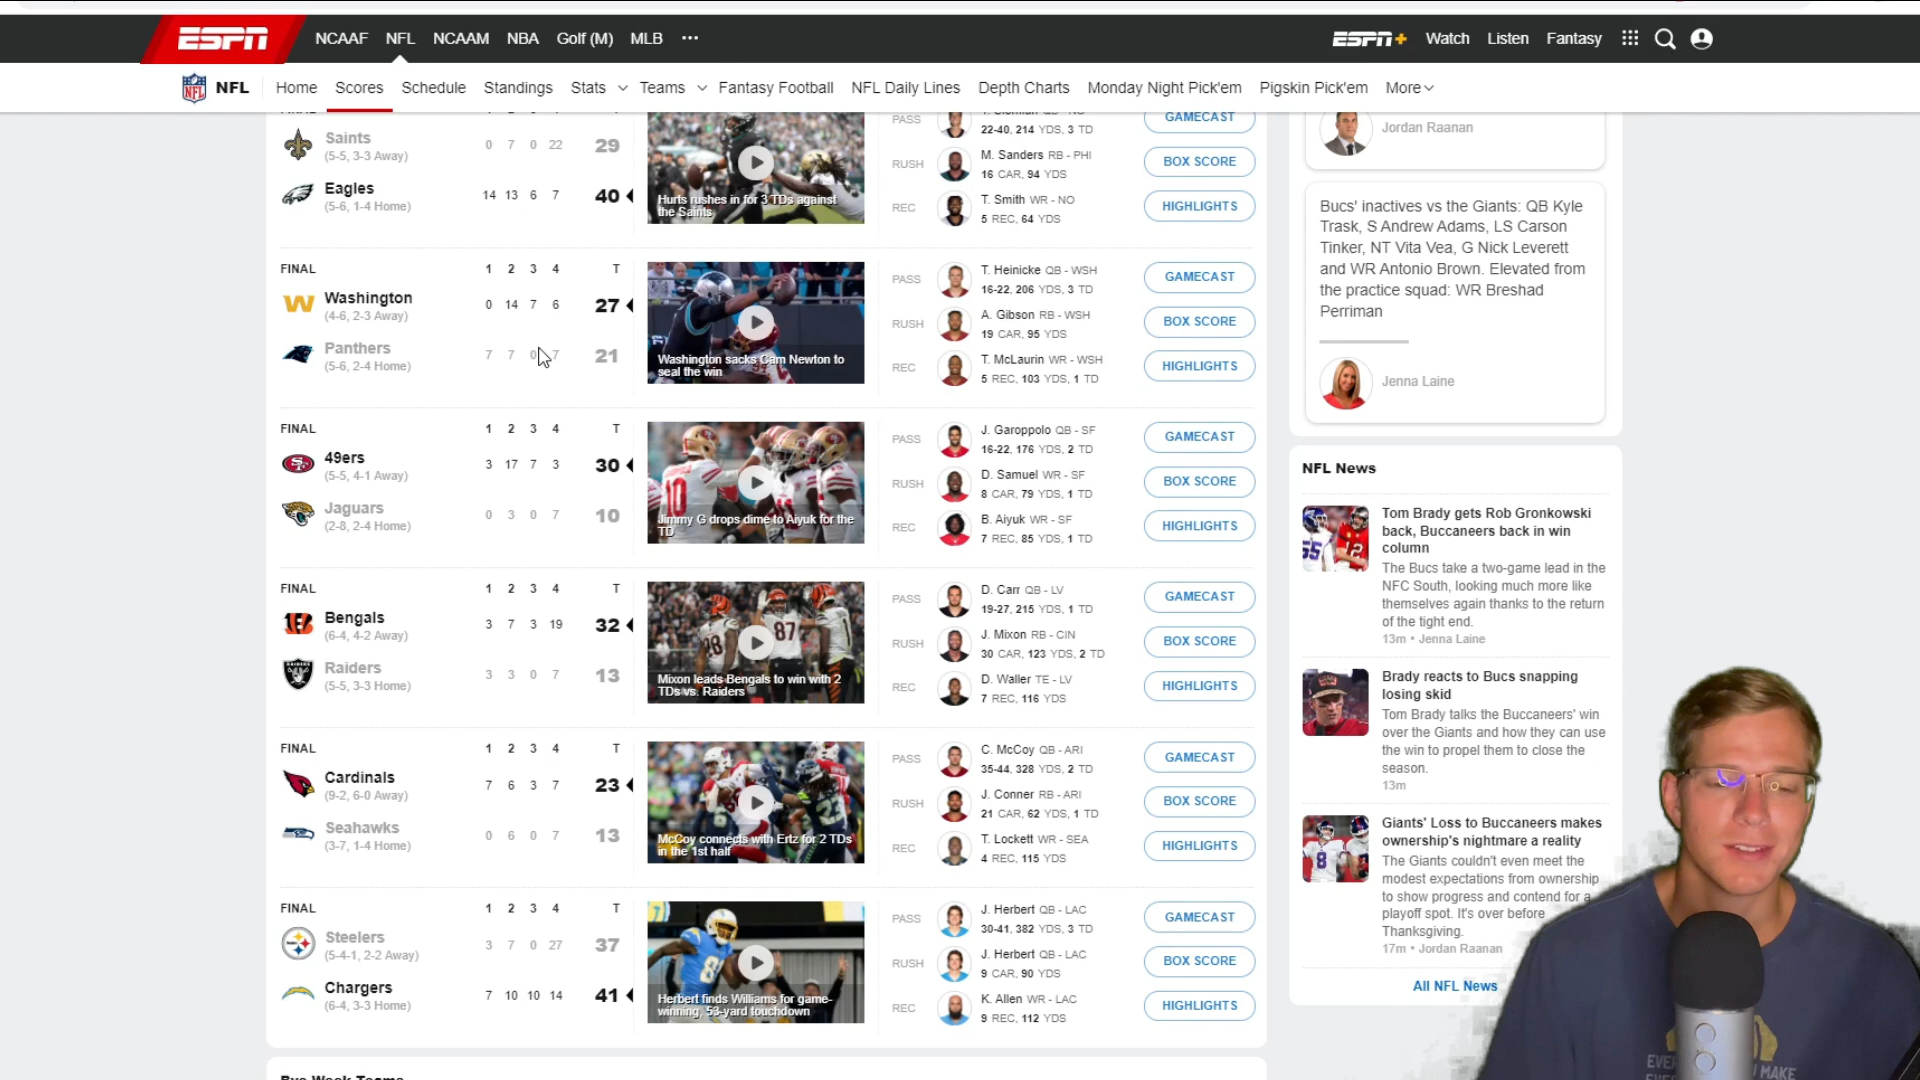 ESPN NCAAF NFL NCAAM NBA Golf (M) MLB ESPN+ Watch Listen Fantasy
NFL Home Scores Schedule Standings Stats Teams Fantasy Football NFL Daily Lines Depth Charts Monday Night Pick'em Pigskin Pick'em More
Saints 0 7 0 22 29
(5-5, 3-3 Away)
Eagles 14 13 6 7 40
(5-6, 1-4 Home)
Hurts rushes in for 3 TDs against
the Saints
PASS
22-40, 214 YDS, 3 TD
RUSH M. Sanders RB - PHI
16 CAR, 94 YDS
REC T. Smith WR - NO
5 REC, 64 YDS
GAMECAST
BOX SCORE
HIGHLIGHTS
FINAL 1 2 3 4 T
Washington 0 14 7 6 27
(4-6, 2-3 Away)
Panthers 7 7 0 7 21
(5-6, 2-4 Home)
Washington sacks Cam Newton to
seal the win
PASS T. Heinicke QB - WSH
16-22, 206 YDS, 3 TD
RUSH A. Gibson RB - WSH
19 CAR, 95 YDS
REC T. McLaurin WR - WSH
5 REC, 103 YDS, 1 TD
GAMECAST
BOX SCORE
HIGHLIGHTS
FINAL 1 2 3 4 T
49ers 3 17 7 3 30
(5-5, 4-1 Away)
Jaguars 0 3 0 7 10
(2-8, 2-4 Home)
Jimmy G drops dime to Aiyuk for the
TD
PASS J. Garoppolo QB - SF
16-22, 176 YDS, 2 TD
RUSH D. Samuel WR - SF
8 CAR, 79 YDS, 1 TD
REC B. Aiyuk WR - SF
7 REC, 85 YDS, 1 TD
GAMECAST
BOX SCORE
HIGHLIGHTS
FINAL 1 2 3 4 T
Bengals 3 7 3 19 32
(6-4, 4-2 Away)
Raiders 3 3 0 7 13
(5-5, 3-3 Home)
Mixon leads Bengals to win with 2
TDs vs. Raiders
PASS D. Carr QB - LV
19-27, 215 YDS, 1 TD
RUSH J. Mixon RB - CIN
30 CAR, 123 YDS, 2 TD
REC D. Waller TE - LV
7 REC, 116 YDS
GAMECAST
BOX SCORE
HIGHLIGHTS
FINAL 1 2 3 4 T
Cardinals 7 6 3 7 23
(9-2, 6-0 Away)
Seahawks 0 6 0 7 13
(3-7, 1-4 Home)
McCoy connects with Ertz for 2 TDs
in the 1st half
PASS C. McCoy QB - ARI
35-44, 328 YDS, 2 TD
RUSH J. Conner RB - ARI
21 CAR, 62 YDS, 1 TD
REC T. Lockett WR - SEA
4 REC, 115 YDS
GAMECAST
BOX SCORE
HIGHLIGHTS
FINAL 1 2 3 4 T
Steelers 3 7 0 27 37
(5-4-1, 2-2 Away)
Chargers 7 10 10 14 41
(6-4, 3-3 Home)
Herbert finds Williams for game-
winning, 53-yard touchdown
PASS J. Herbert QB - LAC
30-41, 382 YDS, 3 TD
RUSH J. Herbert QB - LAC
9 CAR, 90 YDS
REC K. Allen WR - LAC
9 REC, 112 YDS
GAMECAST
BOX SCORE
HIGHLIGHTS
Jordan Raanan
Bucs' inactives vs the Giants: QB Kyle
Trask, S Andrew Adams, LS Carson
Tinker, NT Vita Vea, G Nick Leverett
and WR Antonio Brown. Elevated from
the practice squad: WR Breshad
Perriman
Jenna Laine
NFL News
Tom Brady gets Rob Gronkowski
back, Buccaneers back in win
column
The Bucs take a two-game lead in the
NFC South, looking much more like
themselves again thanks to the return
of the tight end.
13m • Jenna Laine
Brady reacts to Bucs snapping
losing skid
Tom Brady talks the Buccaneers' win
over the Giants and how they can use
the win to propel them to close the
season.
13m
Giants' Loss to Buccaneers makes
ownership's nightmare a reality
The Giants couldn't even meet the
modest expectations from ownership
to show progress and contend for a
playoff spot. It's over before
Thanksgiving.
17m • Jordan Raanan
All NFL News
MAKE